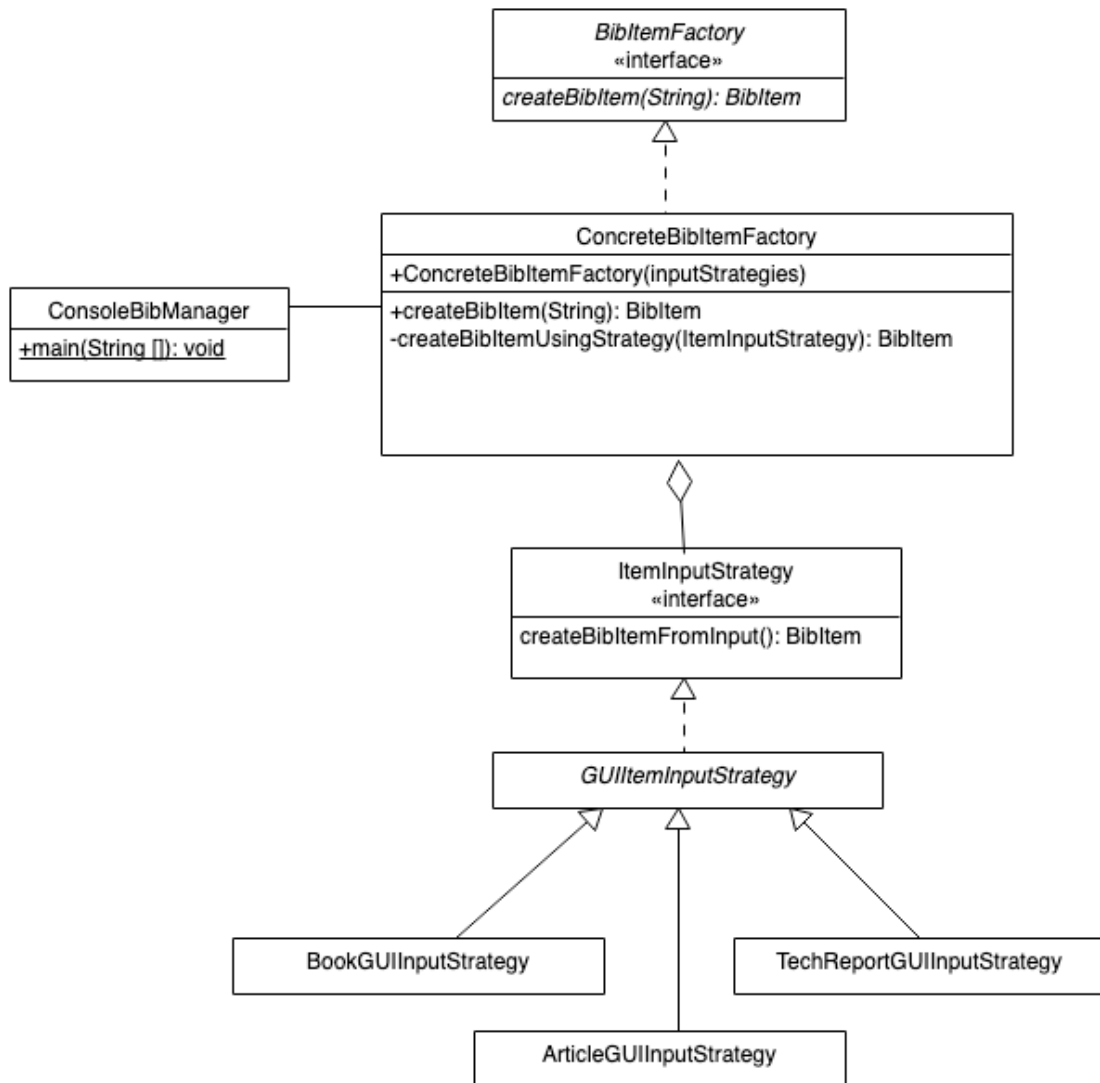 BibItemFactory
«interface»
createBibItem(String): BibItem
ConcreteBibItemFactory
+ConcreteBibItemFactory(inputStrategies)
+createBibItem(String): BibItem
-createBibItemUsingStrategy(ItemInputStrategy): BibItem
ConsoleBibManager
+main(String []): void
ItemInputStrategy
«interface»
createBibItemFromInput(): BibItem
GUIItemInputStrategy
BookGUIInputStrategy
TechReportGUIInputStrategy
ArticleGUIInputStrategy